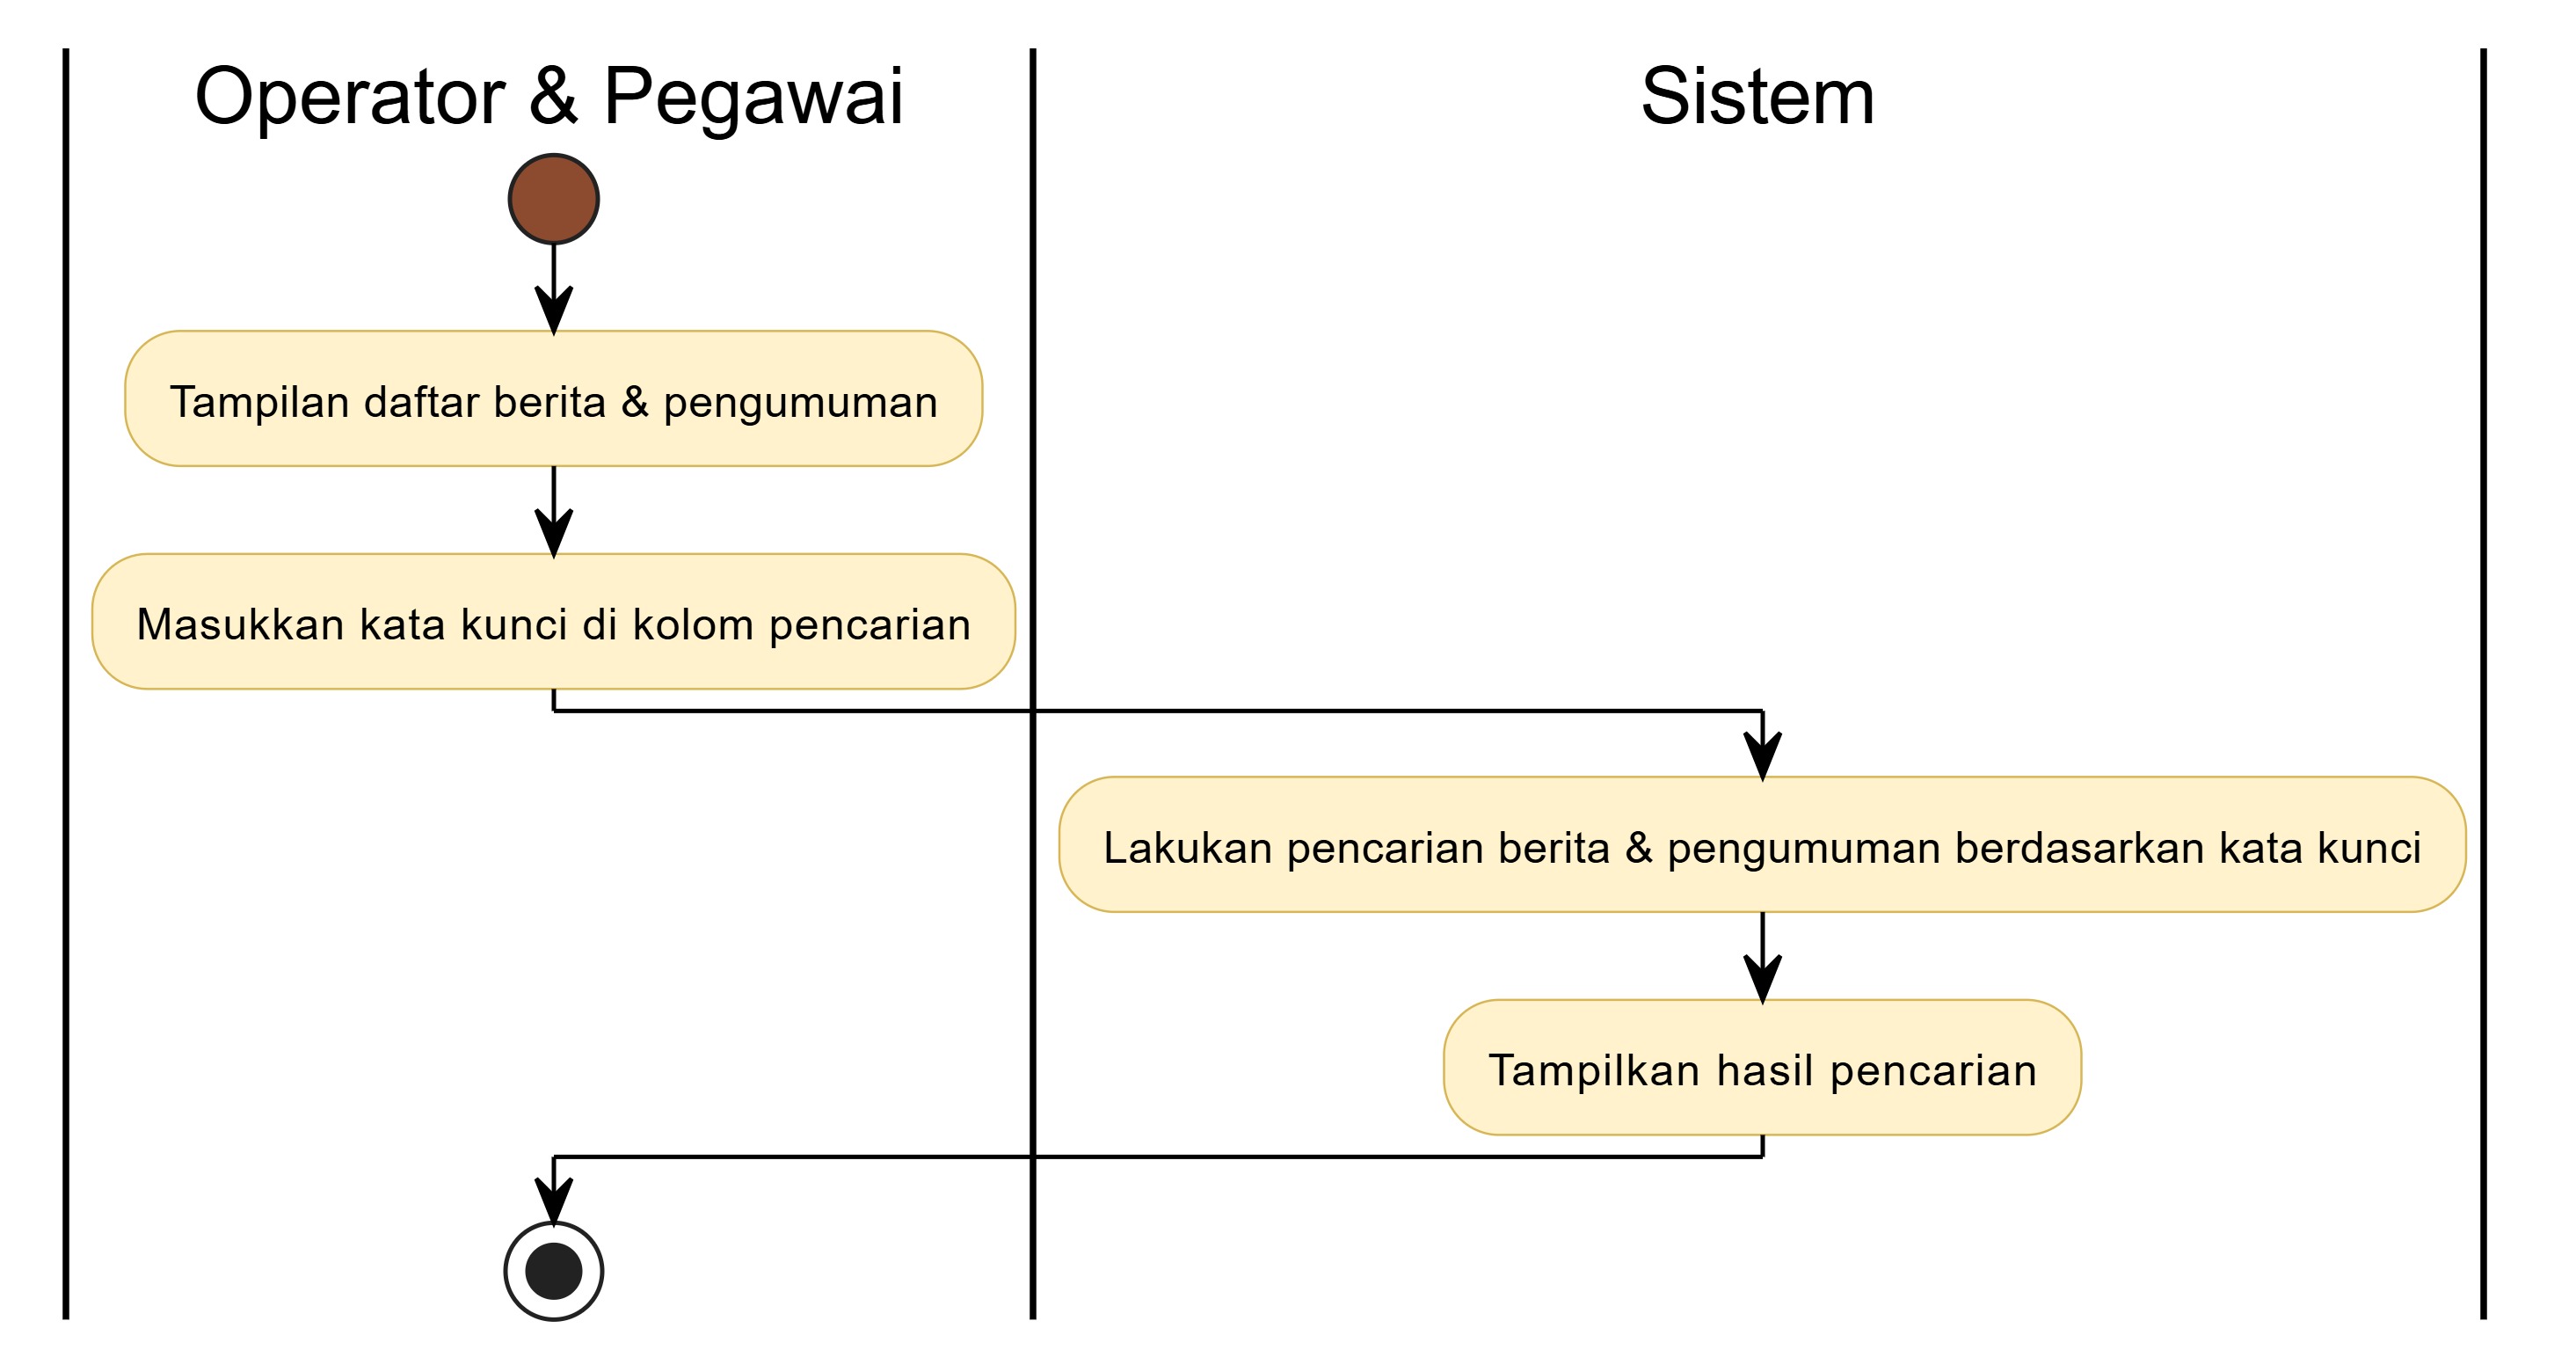 Operator & Pegawai
Sistem
Tampilan daftar berita & pengumuman
Masukkan kata kunci di kolom pencarian
Lakukan pencarian berita & pengumuman berdasarkan kata kunci
Tampilkan hasil pencarian